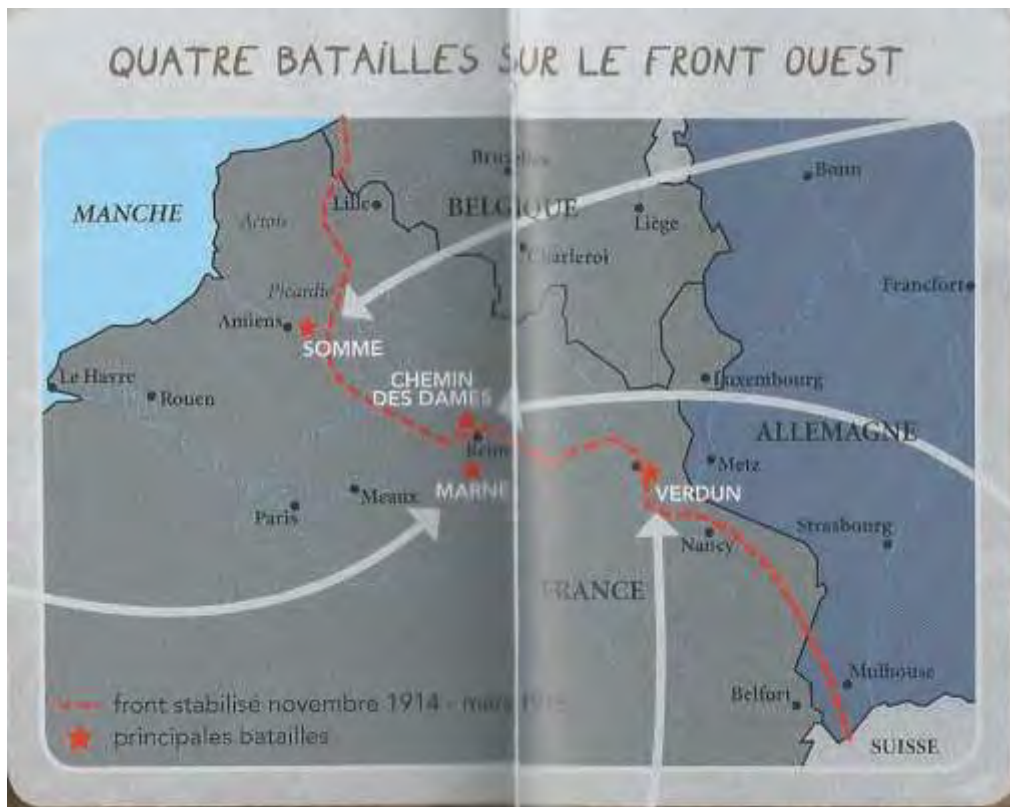 QUATRE BATAILLES SUR LE FRONT OUEST
MANCHE
Artois
Lille
Bruxelles
BELGIQUE
Liège
Bonn
Charleroi
Picardie
Francfort
Amiens
SOMME
Le Havre
Rouen
CHEMIN
DES DAMES
Luxembourg
ALLEMAGNE
MARNE
Metz
VERDUN
Meaux
Paris
Nancy
Strasbourg
FRANCE
Mulhouse
Belfort
SUISSE
front stabilisé novembre 1914 - mars
principales batailles